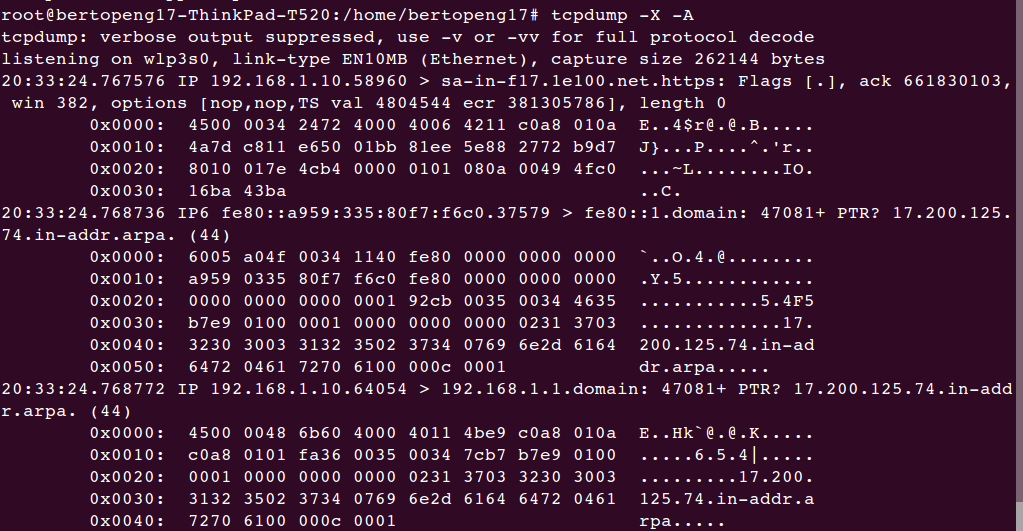 root@bertopeng17-ThinkPad-T520:/home/bertopeng17# tcpdump -X -A
tcpdump: verbose output suppressed, use -v or -vv for full protocol decode
listening on wlp3s0, link-type EN10MB (Ethernet), capture size 262144 bytes
20:33:24.767576 IP 192.168.1.10.58960 > sa-in-f17.1e100.net.https: Flags [.], ack 661830103,
 win 382, options [nop,nop,TS val 4804544 ecr 381305786], length 0
        0x0000:  4500 0034 2472 4000 4006 4211 c0a8 010a  E..4$r@.@.B.....
        0x0010:  4a7d c811 e650 01bb 81ee 5e88 2772 b9d7  J}...P....^.'r..
        0x0020:  8010 017e 4cb4 0000 0101 080a 0049 4fc0  ...~L........IO.
        0x0030:  16ba 43ba                                ..C.
20:33:24.768736 IP6 fe80::a959:335:80f7:f6c0.37579 > fe80::1.domain: 47081+ PTR? 17.200.125.
74.in-addr.arpa. (44)
        0x0000:  6005 a04f 0034 1140 fe80 0000 0000 0000  `..O.4.@........
        0x0010:  a959 0335 80f7 f6c0 fe80 0000 0000 0000  .Y.5............
        0x0020:  0000 0000 0000 0001 92cb 0035 0034 4635  ...........5.4F5
        0x0030:  b7e9 0100 0001 0000 0000 0000 0231 3703  .............17.
        0x0040:  3230 3003 3132 3502 3734 0769 6e2d 6164  200.125.74.in-ad
        0x0050:  6472 0461 7270 6100 000c 0001            dr.arpa.....
20:33:24.768772 IP 192.168.1.10.64054 > 192.168.1.1.domain: 47081+ PTR? 17.200.125.74.in-add
r.arpa. (44)
        0x0000:  4500 0048 6b60 4000 4011 4be9 c0a8 010a  E..Hk`@.@.K.....
        0x0010:  c0a8 0101 fa36 0035 0034 7cb7 b7e9 0100  .....6.5.4|.....
        0x0020:  0001 0000 0000 0000 0231 3703 3230 3003  .........17.200.
        0x0030:  3132 3502 3734 0769 6e2d 6164 6472 0461  125.74.in-addr.a
        0x0040:  7270 6100 000c 0001                      rpa.....